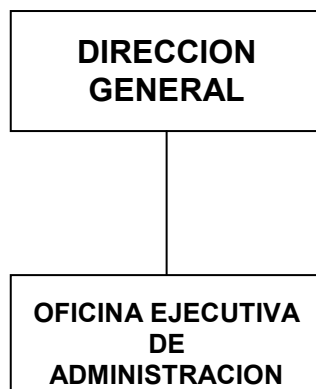 DIRECCION
GENERAL
OFICINA EJECUTIVA
DE
ADMINISTRACION